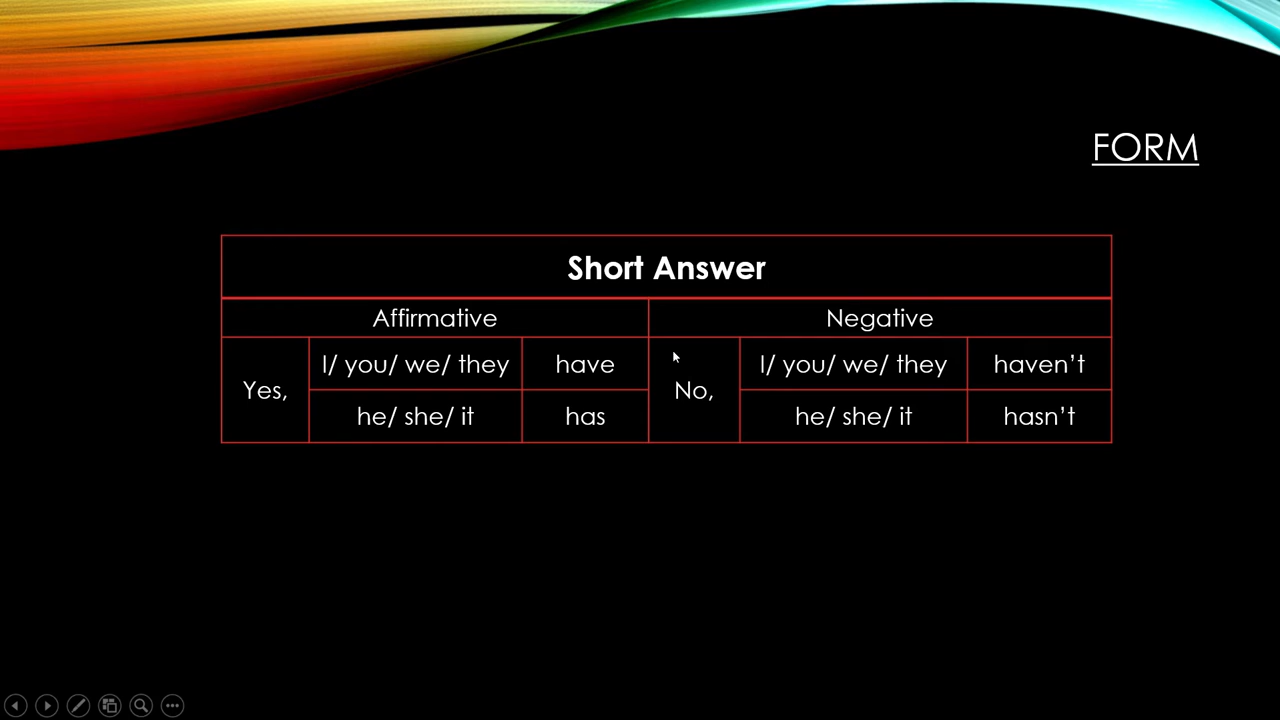 FORM
Short Answer
Affirmative Negative
I/ you/ we/ they have I/ you/ we/ they haven’t
Yes, No,
he/ she/ it has he/ she/ it hasn’t